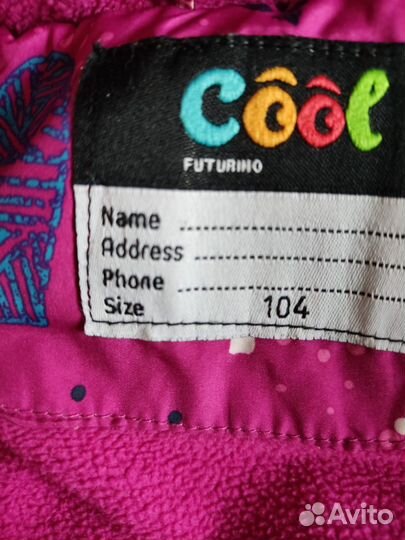 cool
FUTURINO
Name
Address
Phone
Size 104
Avito